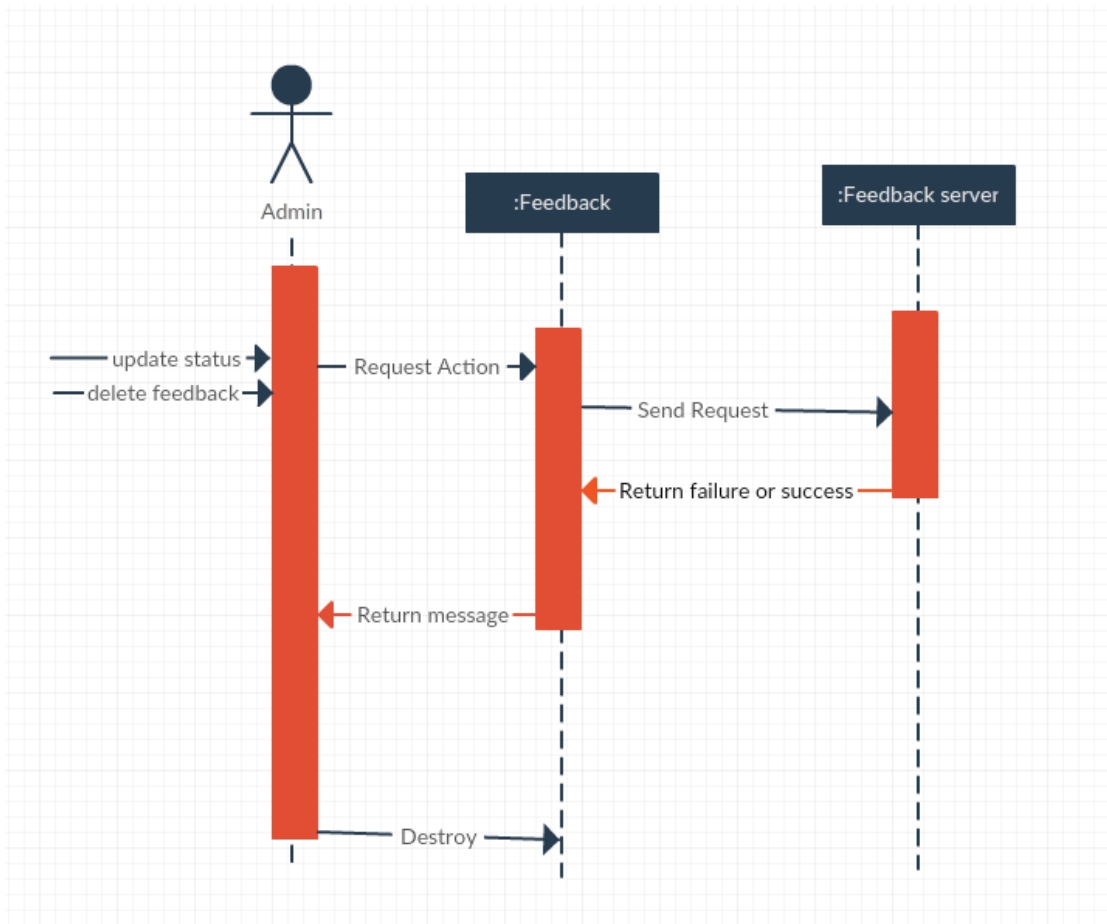 Admin
:Feedback
:Feedback server
update status
Request Action
delete feedback
Send Request
Return failure or success
Return message
Destroy